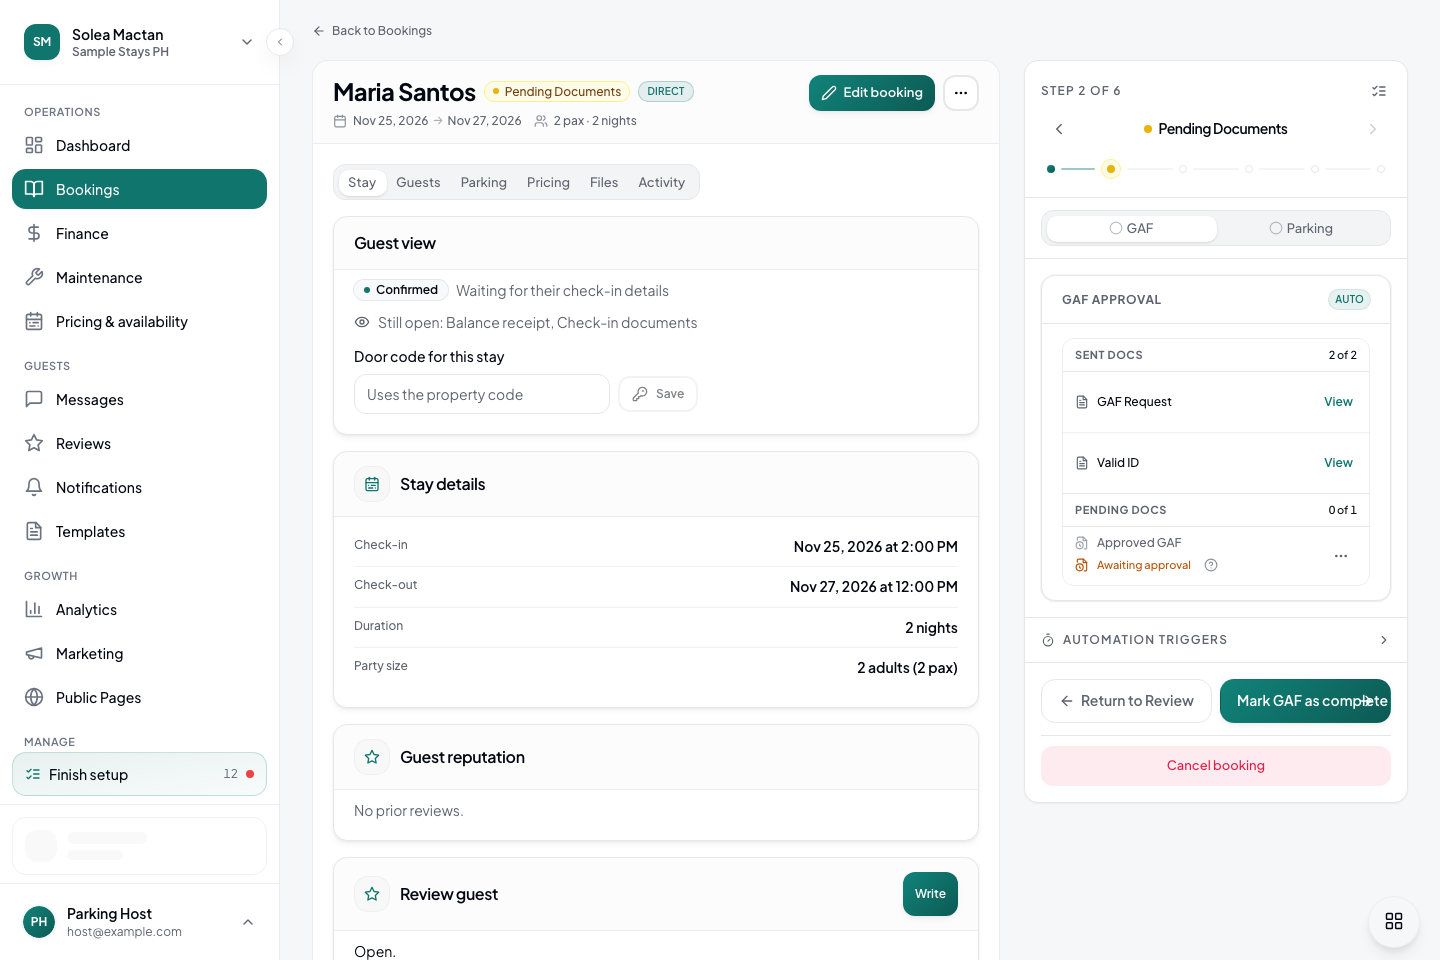 SM
Solea Mactan
Sample Stays PH
OPERATIONS
Dashboard
Bookings
Finance
Maintenance
Pricing & availability
GUESTS
Messages
Reviews
Notifications
Templates
GROWTH
Analytics
Marketing
Public Pages
MANAGE
Finish setup 12
PH
Parking Host
host@example.com
Back to Bookings
Maria Santos Pending Documents DIRECT
Edit booking
Nov 25, 2026 → Nov 27, 2026 2 pax · 2 nights
Stay Guests Parking Pricing Files Activity
Guest view
Confirmed Waiting for their check-in details
Still open: Balance receipt, Check-in documents
Door code for this stay
Uses the property code Save
Stay details
Check-in Nov 25, 2026 at 2:00 PM
Check-out Nov 27, 2026 at 12:00 PM
Duration 2 nights
Party size 2 adults (2 pax)
Guest reputation
No prior reviews.
Review guest Write
Open.
STEP 2 OF 6
Pending Documents
GAF Parking
GAF APPROVAL AUTO
SENT DOCS 2 of 2
GAF Request View
Valid ID View
PENDING DOCS 0 of 1
Approved GAF
Awaiting approval
AUTOMATION TRIGGERS
Return to Review Mark GAF as complete
Cancel booking